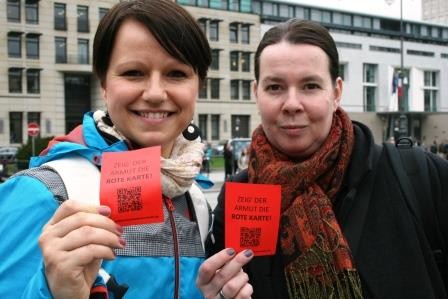 ZEIG' DER
ARMUT DIE
ROTE KARTE!
ZEIG' DER
ARMUT DIE
ROTE KARTE!